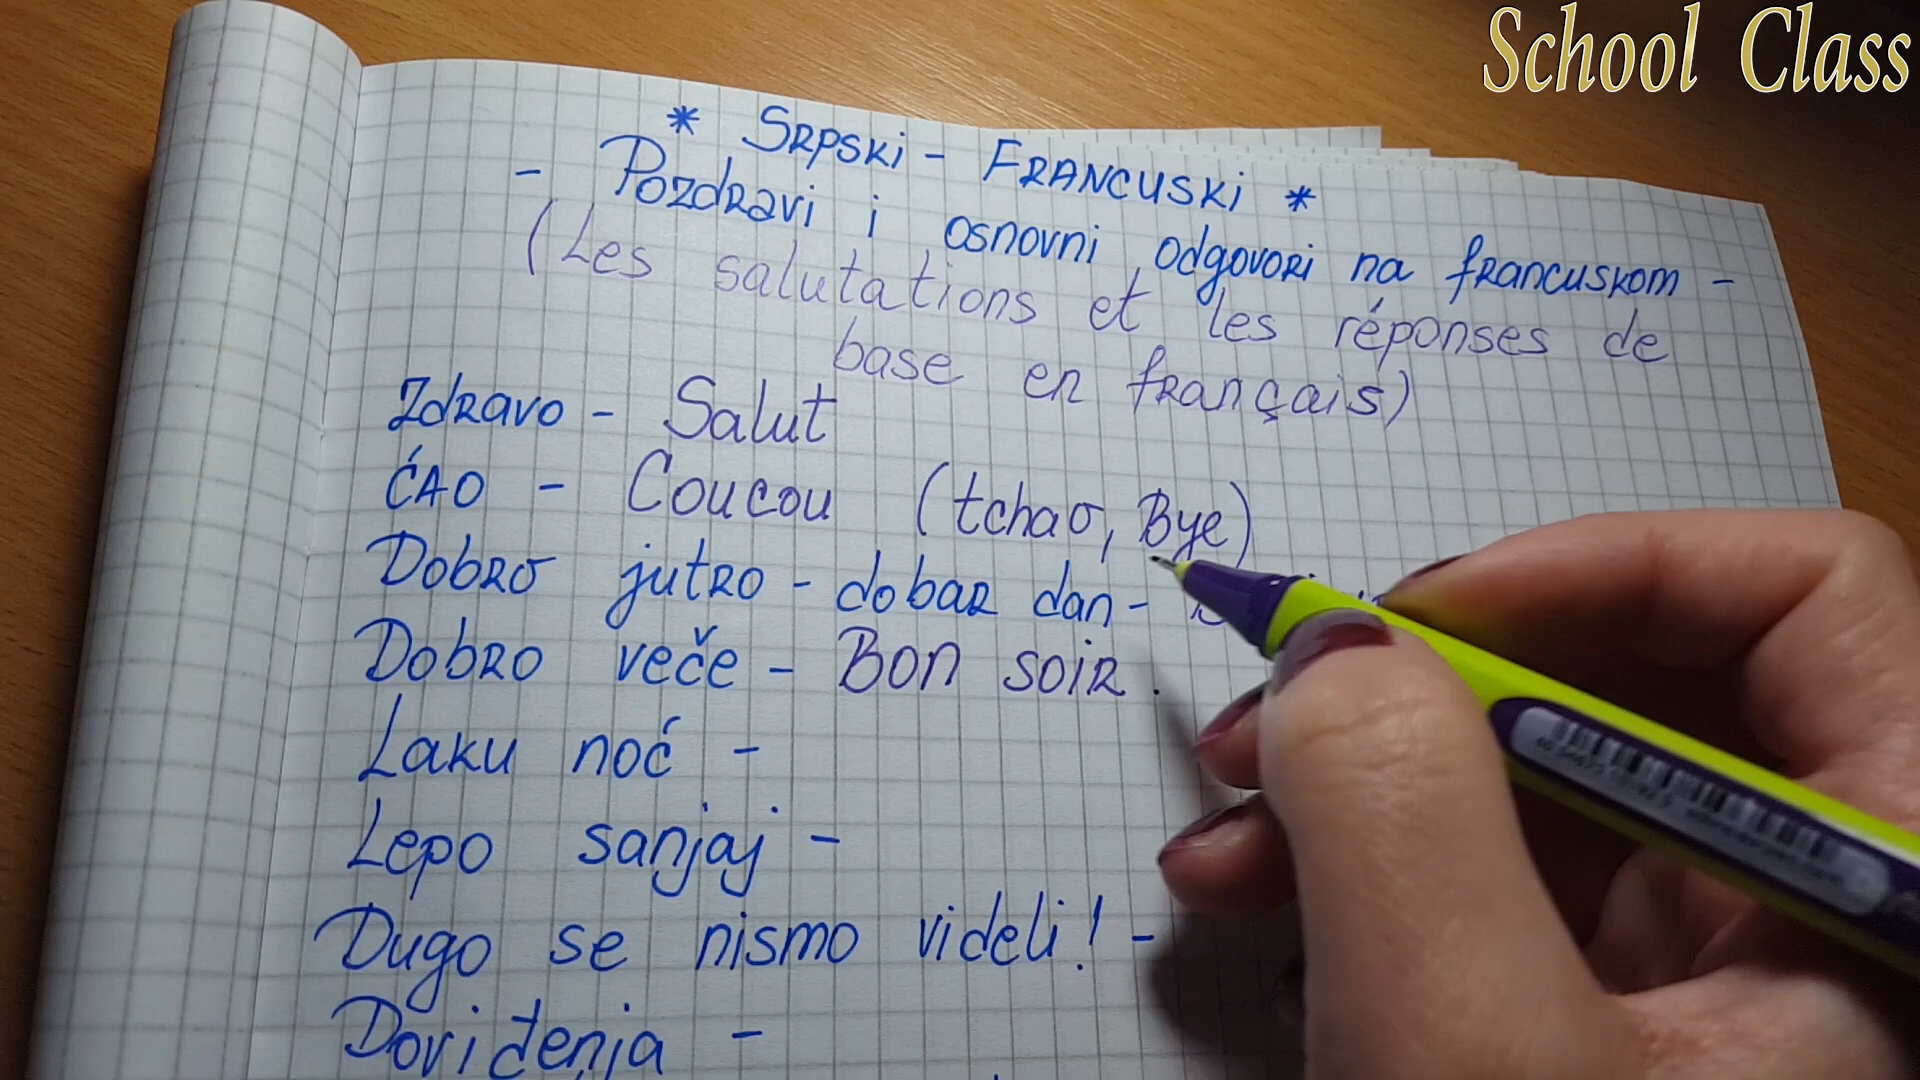 School Class
* SRPSKi - FRANCUSKi *
- Pozdravi i osnovni odgovori na francuskom -
(Les salutations et les réponses de
base en français)
Zdravo - Salut
ĆAO - Coucou (tchao, Bye)
Dobro jutro - dobar dan -
Dobro veče - Bon soir.
Laku noć -
Lepo sanjaj -
Dugo se nismo videli! -
Doviđenja -